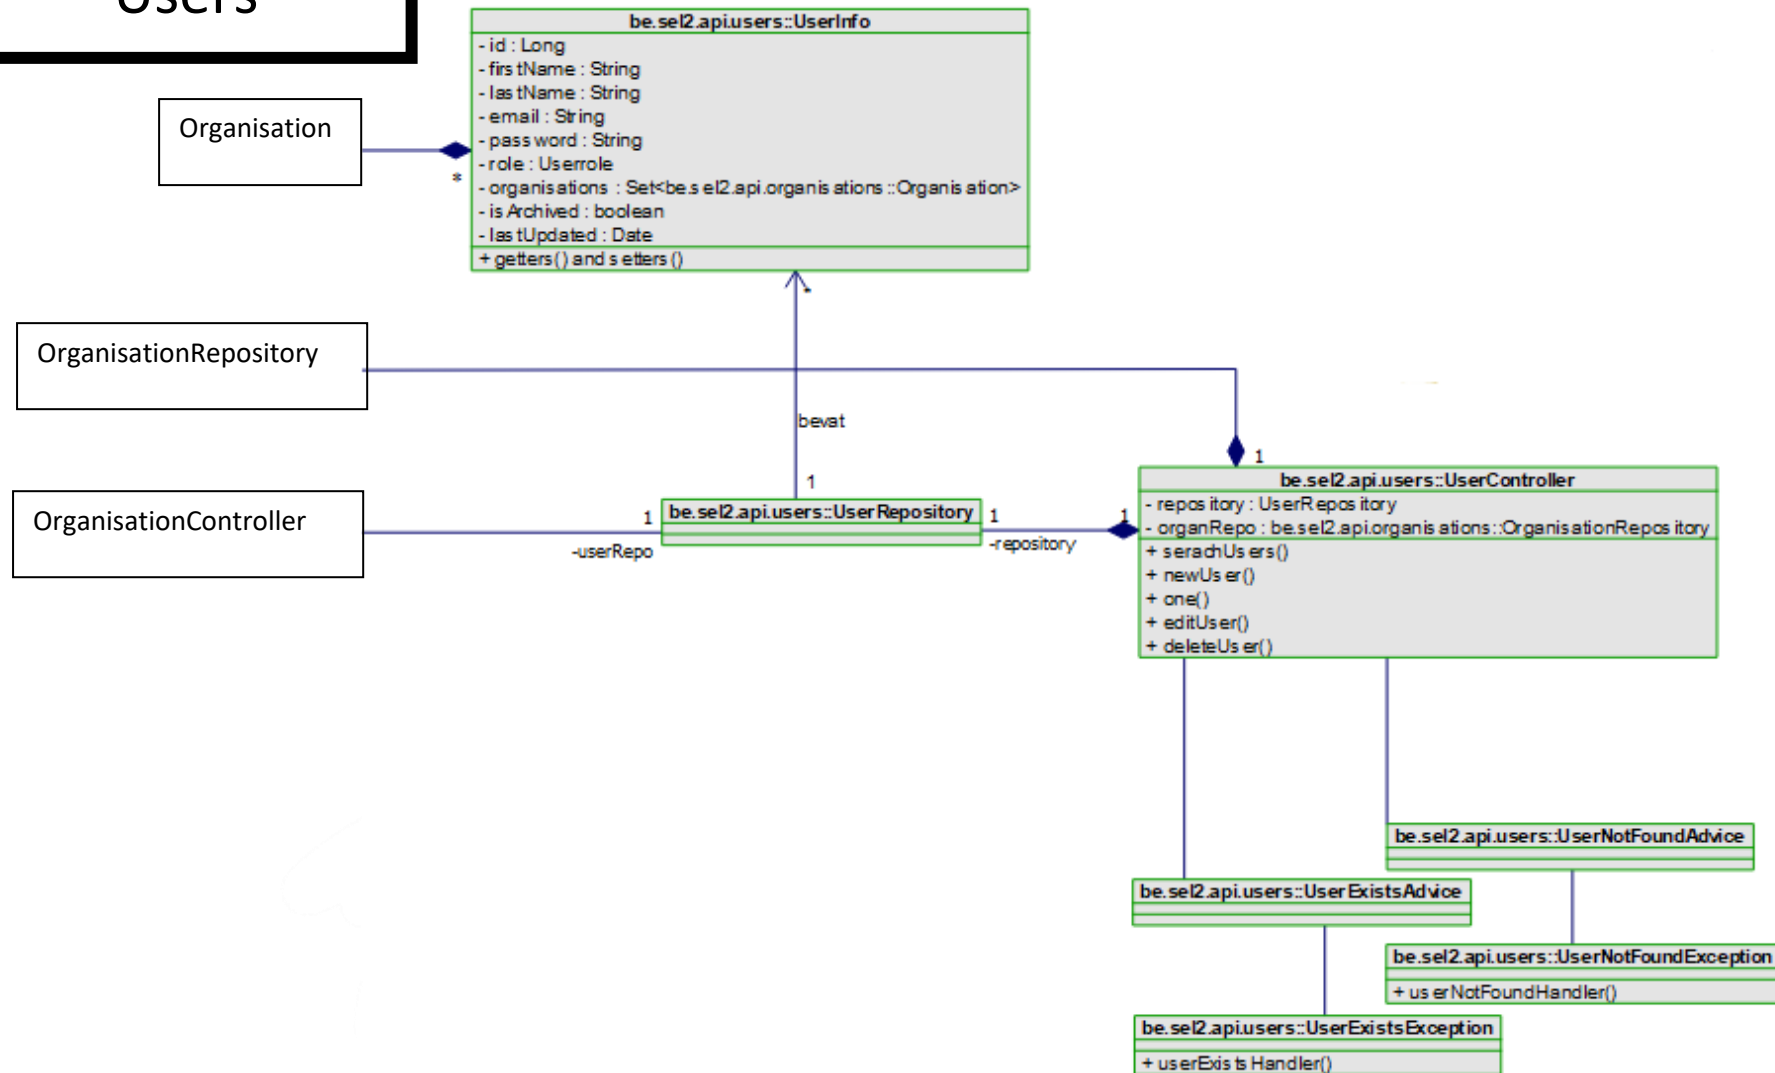 Users
be.sel2.api.users::UserInfo
- id : Long
- firstName : String
- lastName : String
- email : String
- password : String
- role : Userrole
- organisations : Set<be.sel2.api.organisations::Organisation>
- isArchived : boolean
- lastUpdated : Date
+ getters() and setters()
Organisation
*
*
OrganisationRepository
bevat
1
1
be.sel2.api.users::UserController
- repository : UserRepository
- organRepo : be.sel2.api.organisations::OrganisationRepository
+ serachUsers()
+ newUser()
+ one()
+ editUser()
+ deleteUser()
OrganisationController
1
-userRepo
be.sel2.api.users::UserRepository
1
-repository
1
be.sel2.api.users::UserNotFoundAdvice
be.sel2.api.users::UserExistsAdvice
be.sel2.api.users::UserNotFoundException
+ userNotFoundHandler()
be.sel2.api.users::UserExistsException
+ userExistsHandler()